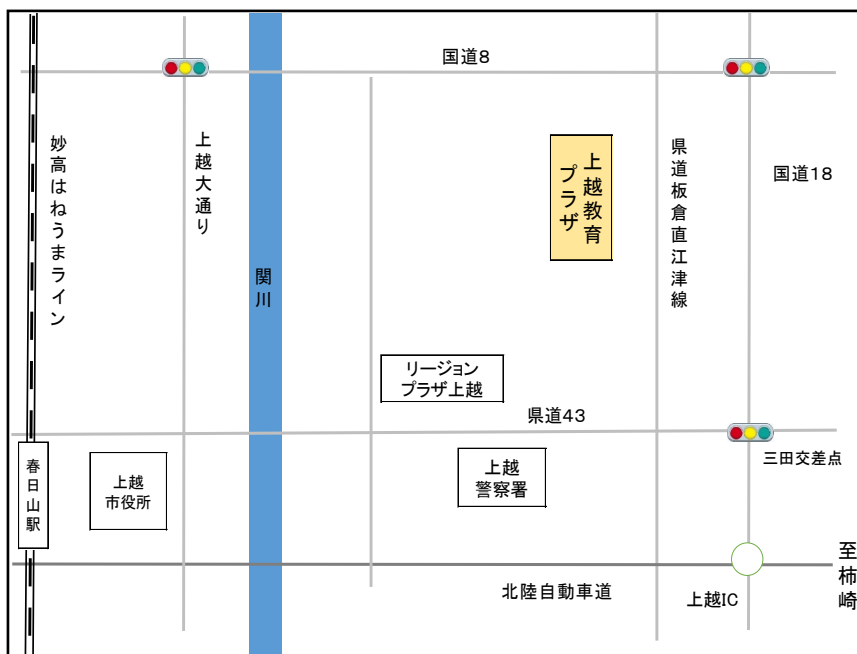 国道8
妙高はねうまライン
上越大通り
関川
上越教育
プラザ
県道板倉直江津線
国道18
リージョン
プラザ上越
県道43
三田交差点
春日山駅
上越
市役所
上越
警察署
北陸自動車道
上越IC
至柿崎